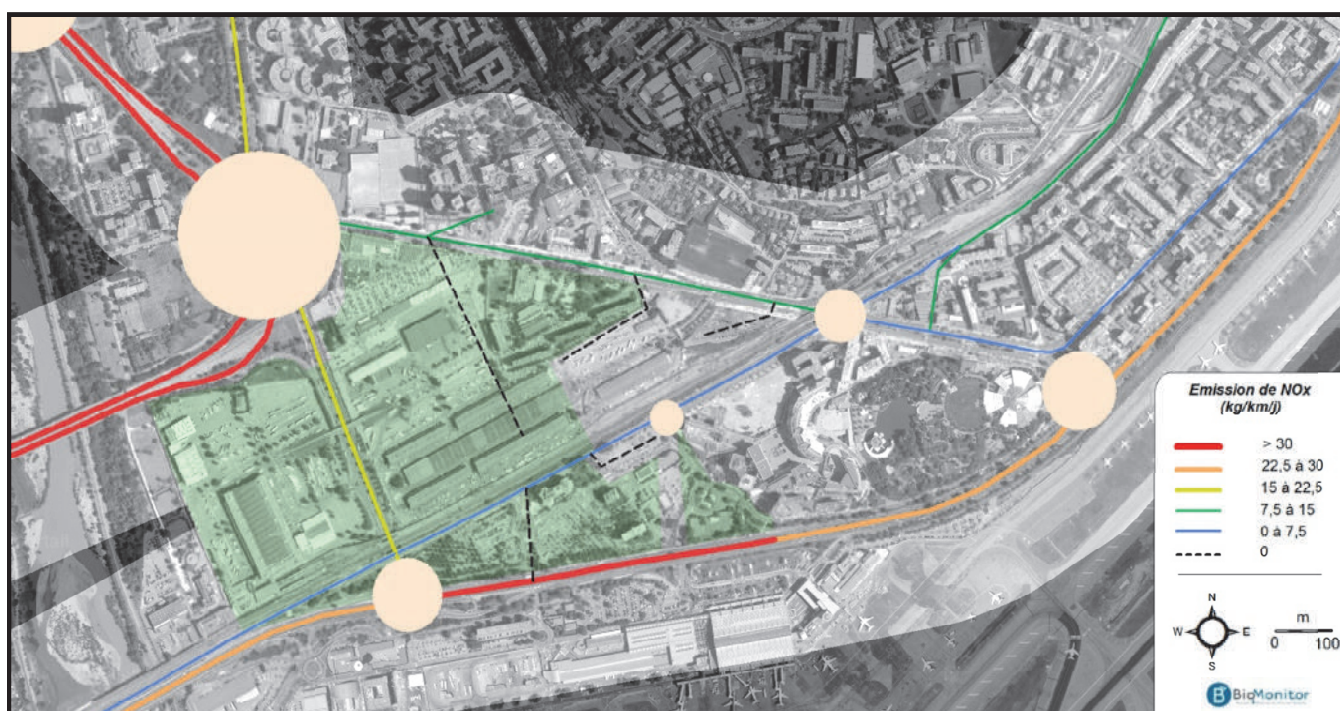 Emission de NOx
(kg/km/j)
> 30
22,5 à 30
15 à 22,5
7,5 à 15
0 à 7,5
0
N
W E
S
m
0 100
B BiqMonitor